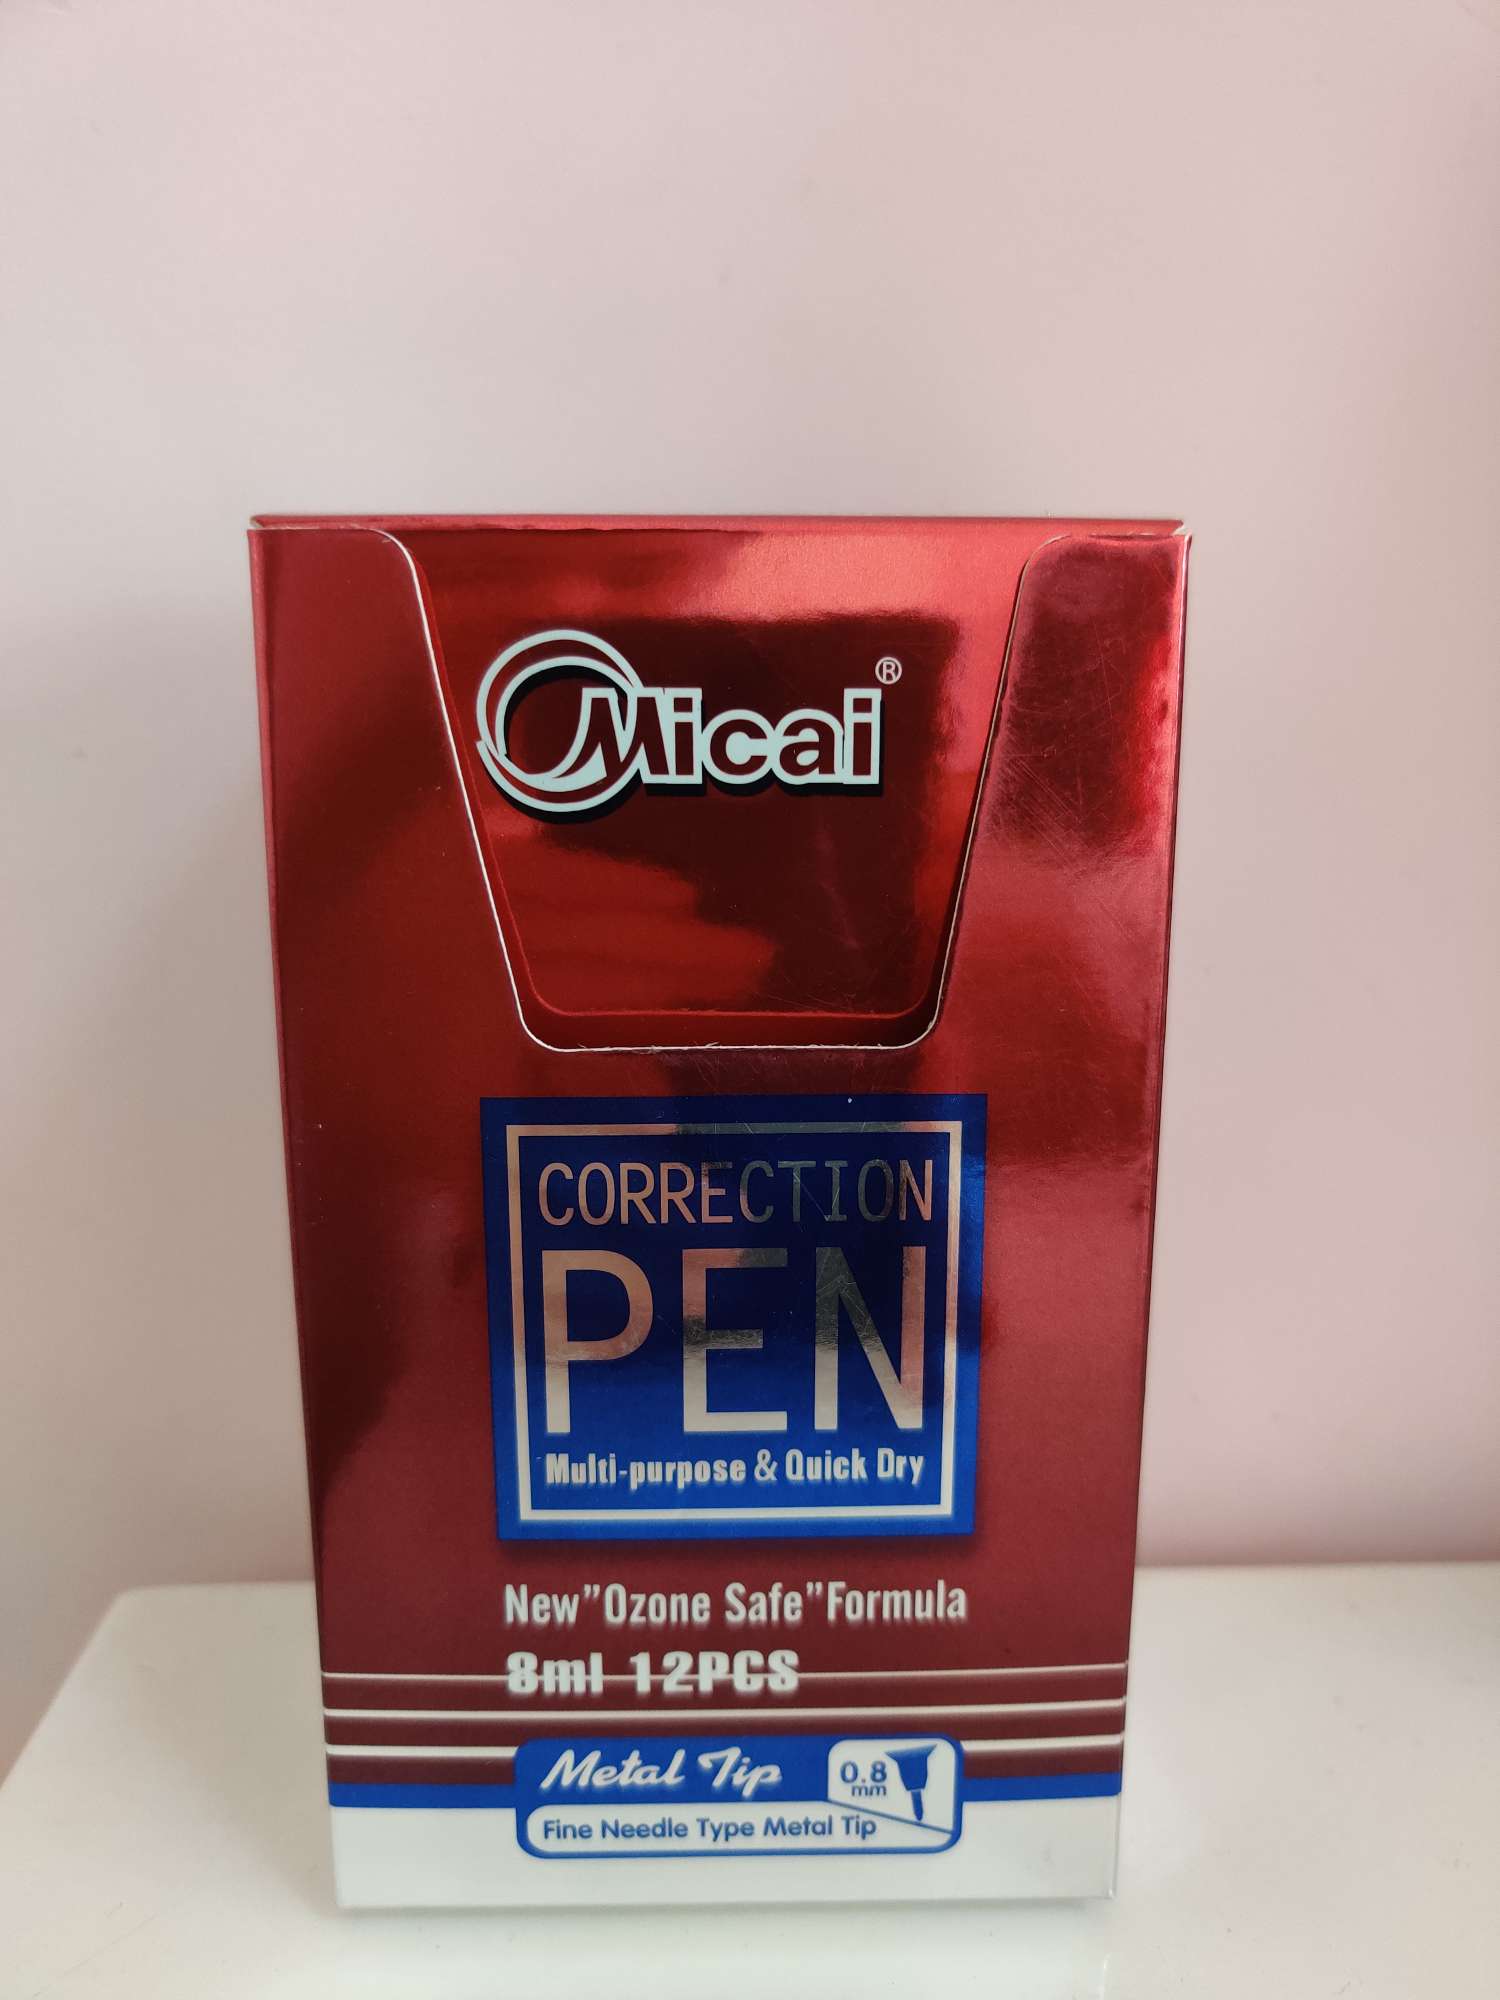 Micai®
CORRECTION
PEN
Multi-purpose & Quick Dry
New"Ozone Safe"Formula
8ml 12PCS
Metal Tip
0.8
mm
Fine Needle Type Metal Tip